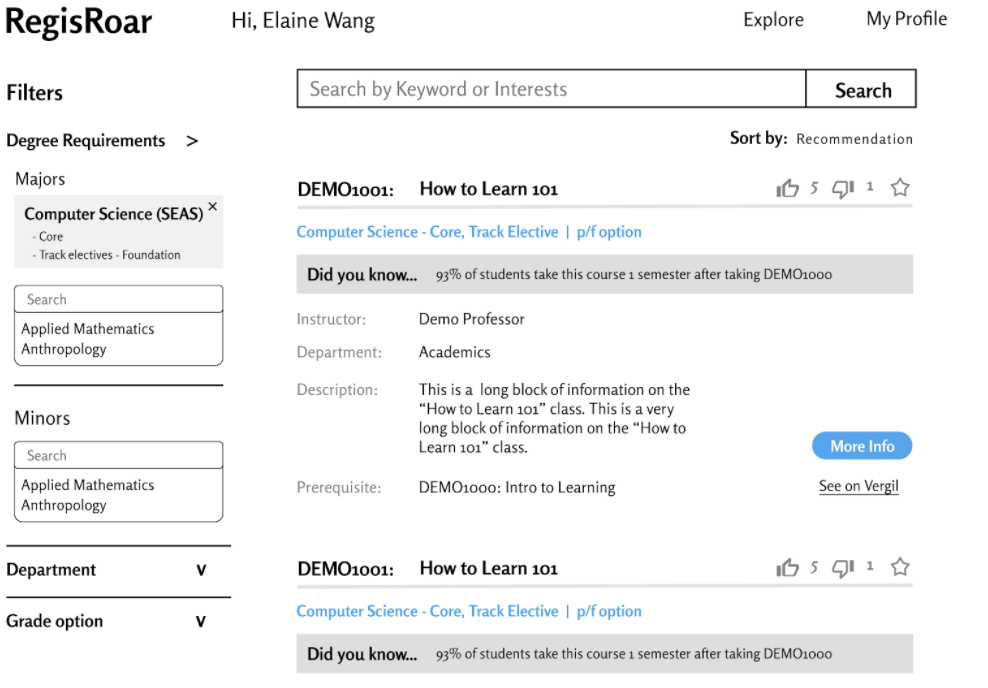 RegisRoar
Hi, Elaine Wang
Explore
My Profile
Filters
Degree Requirements >
Majors
Computer Science (SEAS) ×
- Core
- Track electives - Foundation
Search
Applied Mathematics
Anthropology
Minors
Search
Applied Mathematics
Anthropology
Department v
Grade option v
Search by Keyword or Interests
Search
Sort by: Recommendation
DEMO1001: How to Learn 101
5 1
Computer Science - Core, Track Elective | p/f option
Did you know... 93% of students take this course 1 semester after taking DEMO1000
Instructor: Demo Professor
Department: Academics
Description: This is a long block of information on the
“How to Learn 101” class. This is a very
long block of information on the “How to
Learn 101” class.
More Info
Prerequisite: DEMO1000: Intro to Learning
See on Vergil
DEMO1001: How to Learn 101
5 1
Computer Science - Core, Track Elective | p/f option
Did you know... 93% of students take this course 1 semester after taking DEMO1000